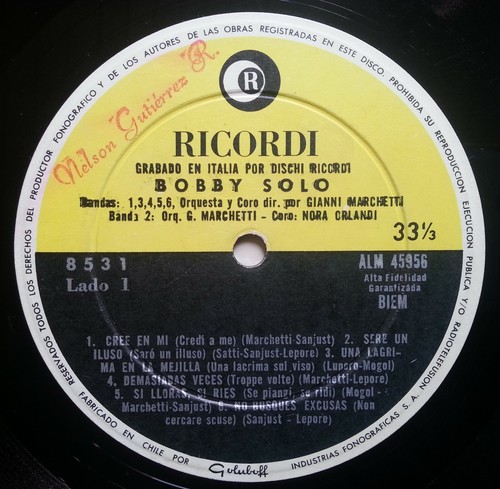 RESERVADOS TODOS LOS DERECHOS DEL PRODUCTOR FONOGRAFICO Y DE LOS AUTORES DE LAS OBRAS REGISTRADAS EN ESTE DISCO. PROHIBIDA SU REPRODUCCION EJECUCION PUBLICA Y/O RADIOTELEFUSION
R
Nelson Gutiérrez R.
RICORDI
GRABADO EN ITALIA POR DISCHI RICORDI
BOBBY SOLO
Bandas: 1,3,4,5,6, Orquesta y Coro dir. por GIANNI MARCHETTI
Banda 2: Orq. G. MARCHETTI - Coro: NORA ORLANDI
33⅓
8531
Lado 1
ALM 45956
Alta Fidelidad
Garantizada
BIEM
1. CREE EN MI (Credi a me) (Marchetti-Sanjust) 2. SERE UN
ILUSO (Saró un illuso) (Satti-Sanjust-Lepore) 3. UNA LAGRI-
MA EN LA MEJILLA (Una lacrima sul viso) (Lunero-Mogol)
4. DEMASIADAS VECES (Troppe volte) (Marchetti-Lepore)
5. SI LLORAS, SI RIES (Se piangi, se ridi) (Mogol -
Marchetti-Sanjust) 6. NO BUSQUES EXCUSAS (Non
cercare scuse) (Sanjust - Lepore)
FABRICADO EN CHILE POR Goluboff INDUSTRIAS FONOGRAFICAS S. A.